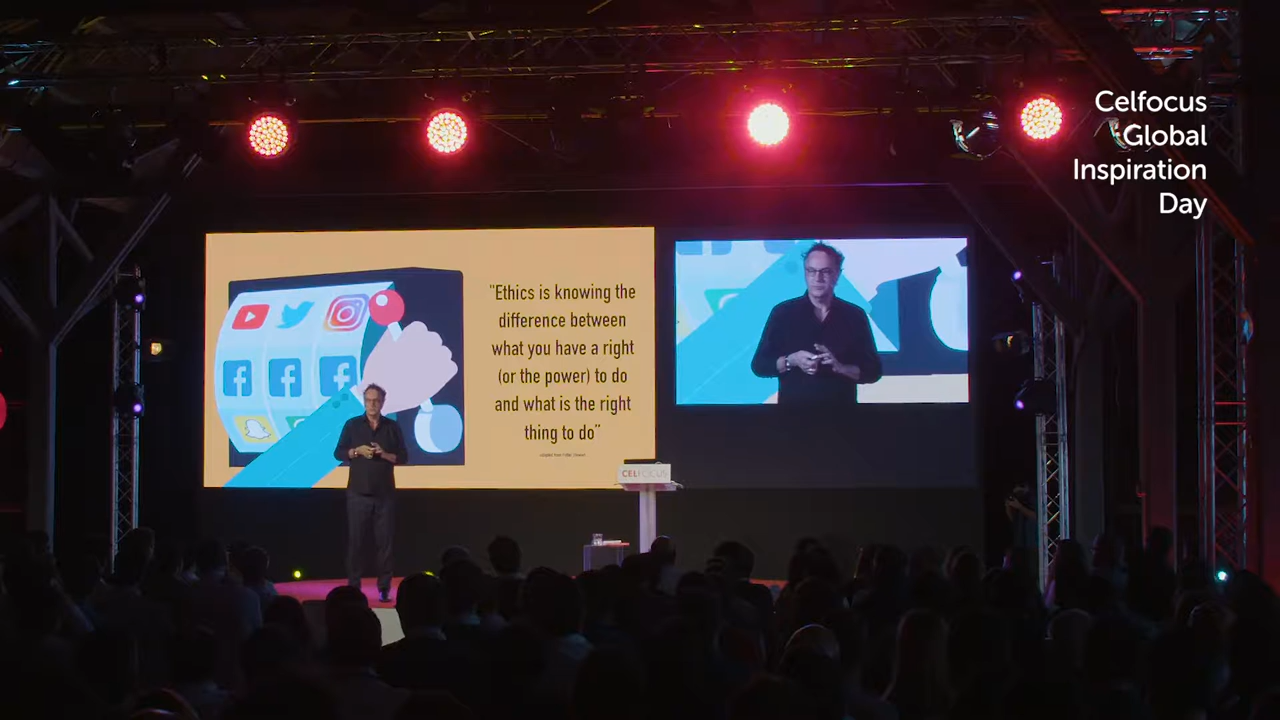 Celfocus
Global
Inspiration
Day
"Ethics is knowing the
difference between
what you have a right
(or the power) to do
and what is the right
thing to do"
CELFOCUS